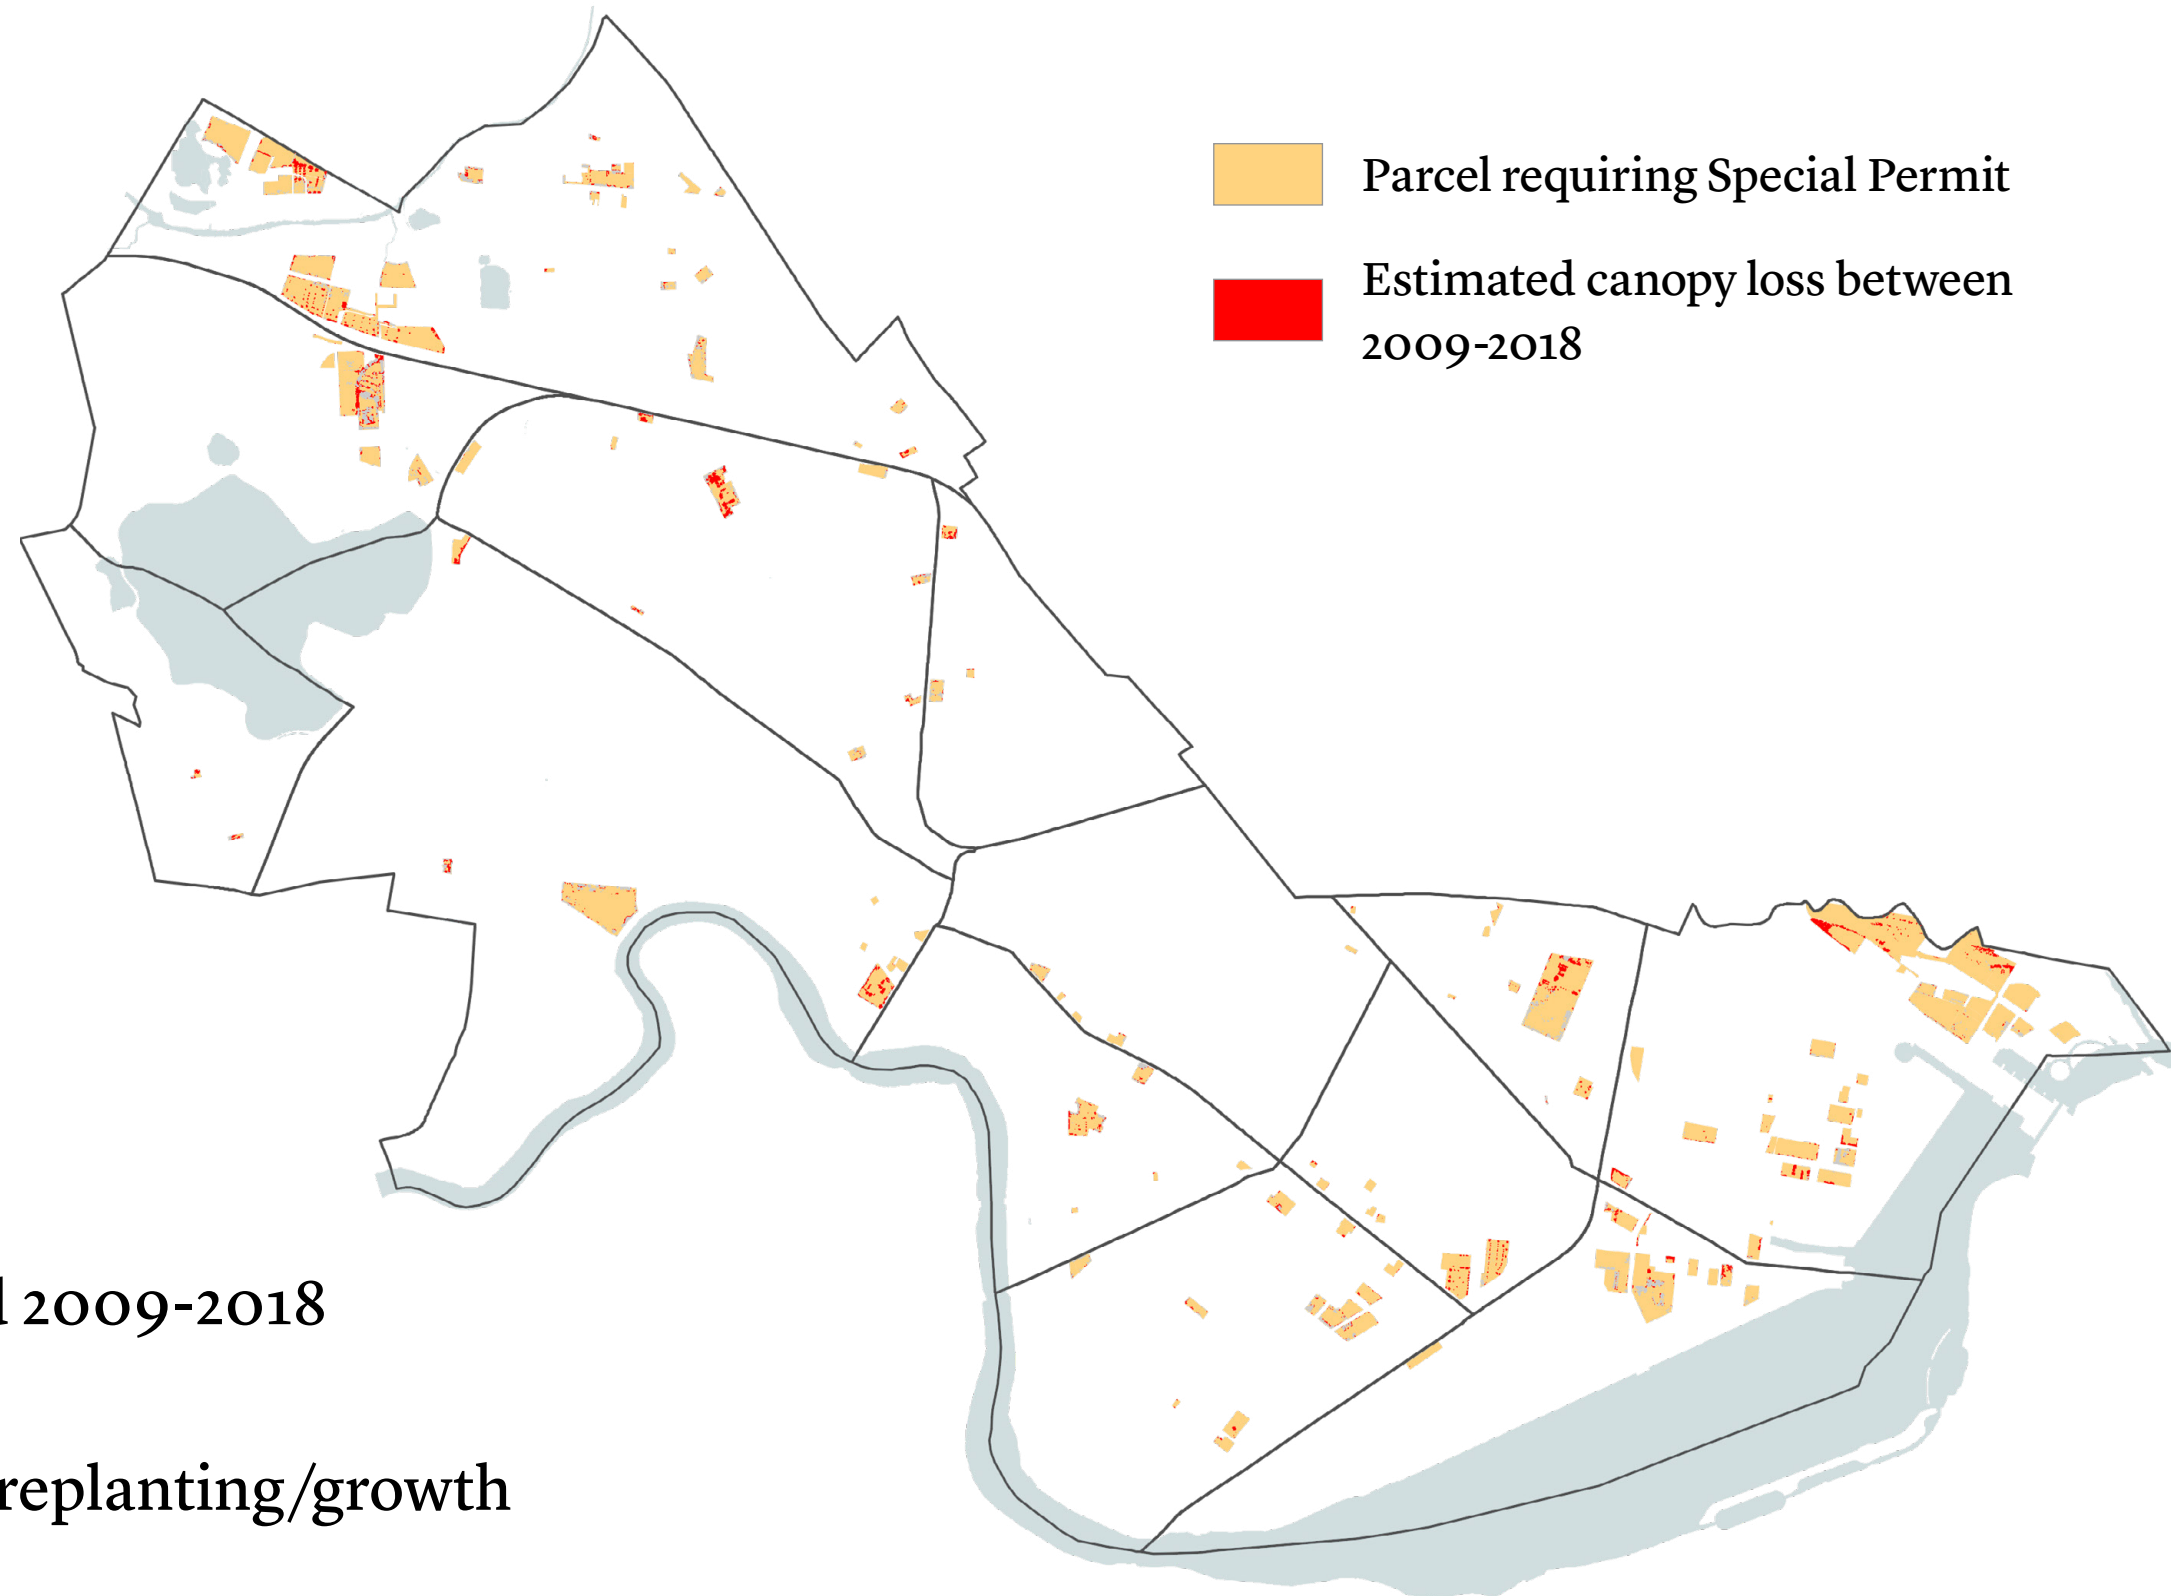 Parcel requiring Special Permit
Estimated canopy loss between
2009-2018
2009-2018
replanting/growth